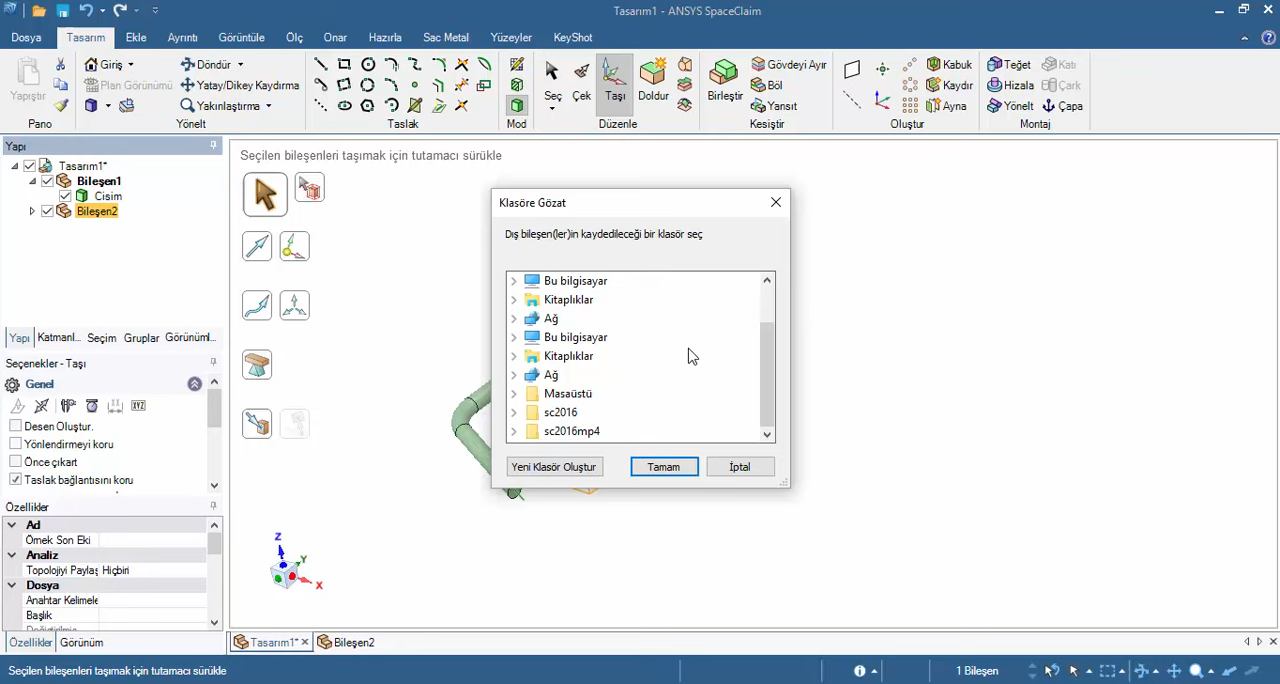 Tasarım1 - ANSYS SpaceClaim
Dosya Tasarım Ekle Ayrıntı Görüntüle Ölç Onar Hazırla Sac Metal Yüzeyler KeyShot
Yapıştır
Pano
Giriş
Plan Görünümü
Döndür
Yatay/Dikey Kaydırma
Yakınlaştırma
Yönelt
Taslak
Mod
Seç Çek Taşı Doldur
Düzenle
Birleştir
Gövdeyi Ayır
Böl
Yansıt
Kesiştir
Kabuk
Kaydır
Ayna
Oluştur
Teğet
Hizala
Yönelt
Katı
Çark
Çapa
Montaj
Yapı
Tasarım1*
Bileşen1
Cisim
Bileşen2
Yapı Katmanl... Seçim Gruplar Görünüml...
Seçenekler - Taşı
Genel
XYZ
Desen Oluştur.
Yönlendirmeyi koru
Önce çıkart
Taslak bağlantısını koru
Özellikler
Ad
Örnek Son Eki
Analiz
Topolojiyi Paylaş Hiçbiri
Dosya
Anahtar Kelimele
Başlık
Özellikler Görünüm
Seçilen bileşenleri taşımak için tutamacı sürükle
Klasöre Gözat
Dış bileşen(ler)in kaydedileceği bir klasör seç
Bu bilgisayar
Kitaplıklar
Ağ
Bu bilgisayar
Kitaplıklar
Ağ
Masaüstü
sc2016
sc2016mp4
Yeni Klasör Oluştur Tamam İptal
Z
Y
X
Tasarım1* Bileşen2
Seçilen bileşenleri taşımak için tutamacı sürükle
1 Bileşen